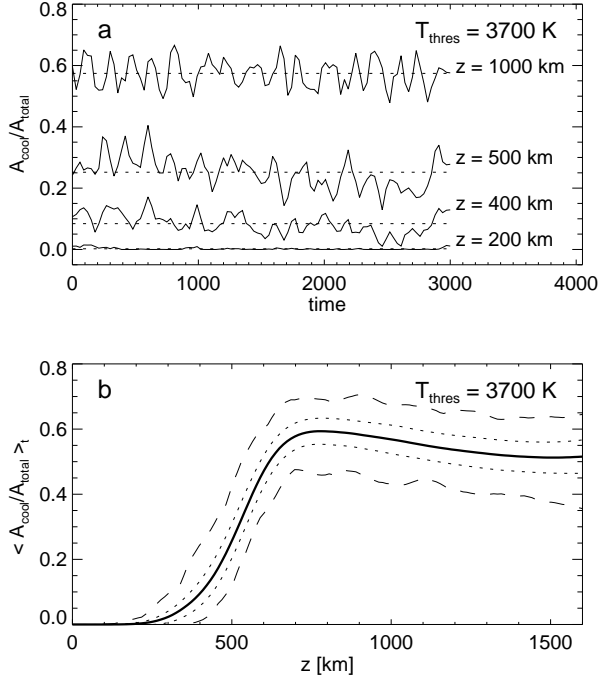 a
T_thres = 3700 K
z = 1000 km
z = 500 km
z = 400 km
z = 200 km
A_cool/A_total
0.8
0.6
0.4
0.2
0.0
0
1000
2000
3000
4000
time
b
T_thres = 3700 K
< A_cool/A_total >_t
0.8
0.6
0.4
0.2
0.0
0
500
1000
1500
z [km]